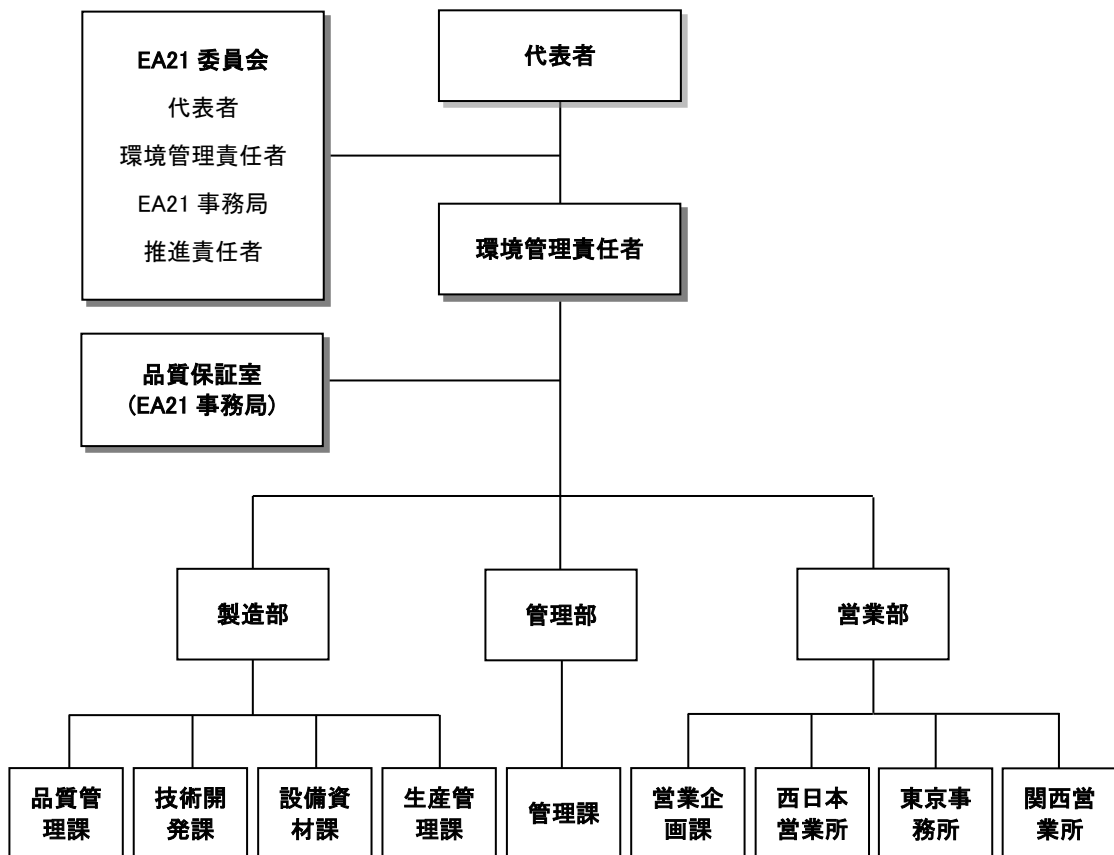 EA21 委員会
代表者
環境管理責任者
EA21 事務局
推進責任者
代表者
環境管理責任者
品質保証室
(EA21 事務局)
製造部
管理部
営業部
品質管
理課
技術開
発課
設備資
材課
生産管
理課
管理課
営業企
画課
西日本
営業所
東京事
務所
関西営
業所